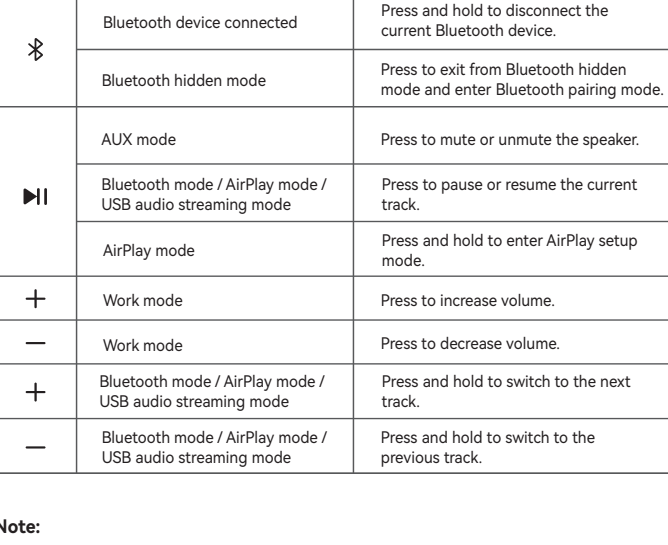 Bluetooth device connected
Press and hold to disconnect the
current Bluetooth device.
Bluetooth hidden mode
Press to exit from Bluetooth hidden
mode and enter Bluetooth pairing mode.
AUX mode
Press to mute or unmute the speaker.
Bluetooth mode / AirPlay mode /
USB audio streaming mode
Press to pause or resume the current
track.
AirPlay mode
Press and hold to enter AirPlay setup
mode.
+
Work mode
Press to increase volume.
—
Work mode
Press to decrease volume.
+
Bluetooth mode / AirPlay mode /
USB audio streaming mode
Press and hold to switch to the next
track.
—
Bluetooth mode / AirPlay mode /
USB audio streaming mode
Press and hold to switch to the
previous track.
Note: